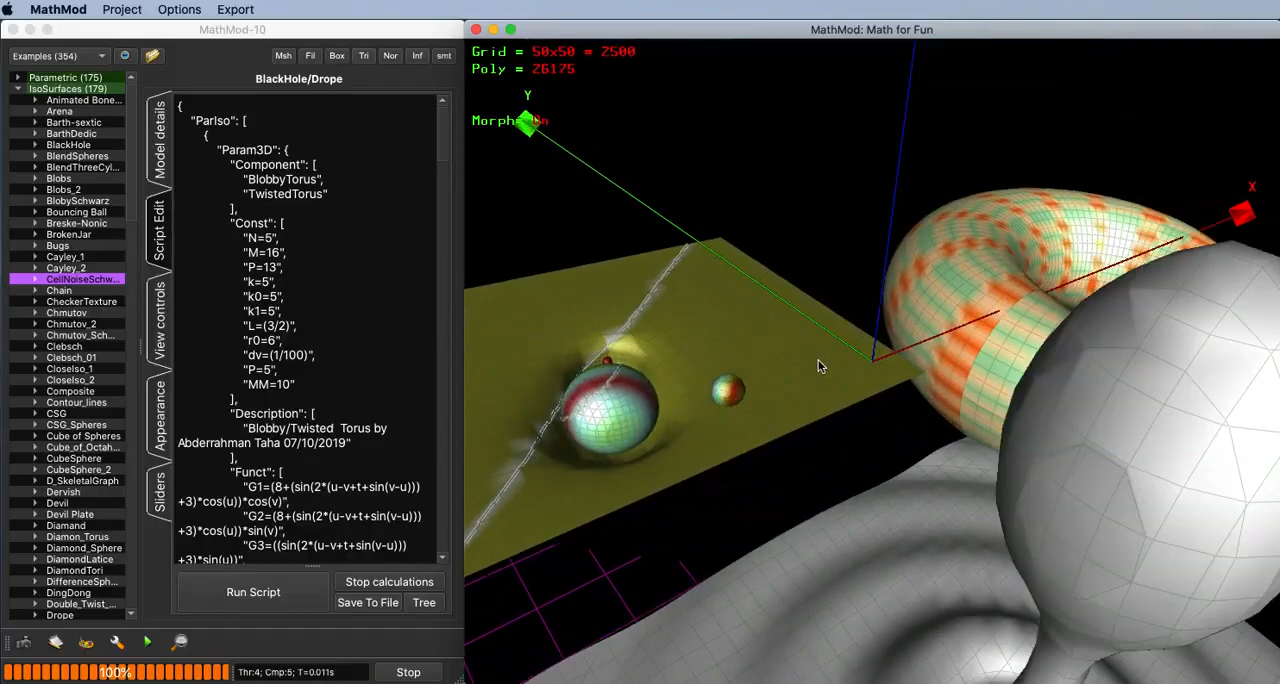 MathMod Project Options Export
MathMod-10
Examples (354)
Msh Fil Box Tri Nor Inf smt
Parametric (175)
IsoSurfaces (179)
Animated Bone...
Arena
Barth-sextic
BarthDedic
BlackHole
BlendSpheres
BlendThreeCyl...
Blobs
Blobs_2
BlobySchwarz
Bouncing Ball
Breske-Nonic
BrokenJar
Bugs
Cayley_1
Cayley_2
CellNoiseSchw...
Chain
CheckerTexture
Chmutov
Chmutov_2
Chmutov_Sch...
Clebsch
Clebsch_01
CloseIso_1
CloseIso_2
Composite
Contour_lines
CSG
CSG_Spheres
Cube of Spheres
Cube_of_Octah...
CubeSphere
CubeSphere_2
D_SkeletalGraph
Dervish
Devil
Devil Plate
Diamand
Diamon_Torus
Diamond_Sphere
DiamondLatice
DiamondTori
DifferenceSph...
DingDong
Double_Twist_...
Drope
Model details
Script Edit
View controls
Appearance
Sliders
BlackHole/Drope
{
"ParIso": [
{
"Param3D": {
"Component": [
"BlobbyTorus",
"TwistedTorus"
],
"Const": [
"N=5",
"M=16",
"P=13",
"k=5",
"k0=5",
"k1=5",
"L=(3/2)",
"r0=6",
"dv=(1/100)",
"P=5",
"MM=10"
],
"Description": [
"Blobby/Twisted Torus by
Abderrahman Taha 07/10/2019"
],
"Funct": [
"G1=(8+(sin(2*(u-v+t+sin(v-u)))
+3)*cos(u))*cos(v)",
"G2=(8+(sin(2*(u-v+t+sin(v-u)))
+3)*cos(u))*sin(v)",
"G3=((sin(2*(u-v+t+sin(v-u)))
+3)*sin(u))",
Run Script
Stop calculations
Save To File Tree
100%
Thr:4; Cmp:5; T=0.011s
Stop
MathMod: Math for Fun
Grid = 50x50 = 2500
Poly = 26175
Y
Morph= On
X